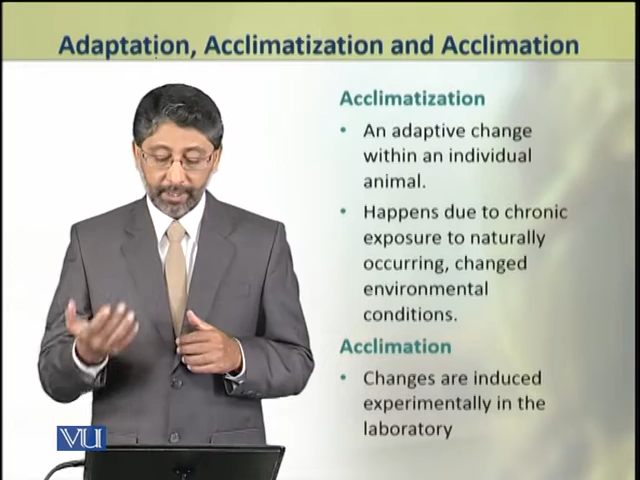 Adaptation, Acclimatization and Acclimation
Acclimatization
• An adaptive change
within an individual
animal.
• Happens due to chronic
exposure to naturally
occurring, changed
environmental
conditions.
Acclimation
• Changes are induced
experimentally in the
laboratory
VU